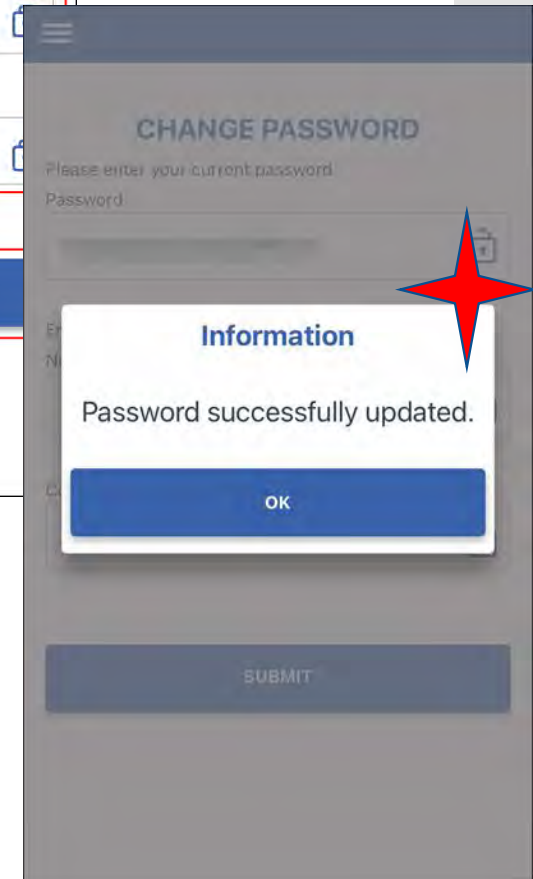 CHANGE PASSWORD
Please enter your current password
Password
Information
Password successfully updated.
OK
SUBMIT